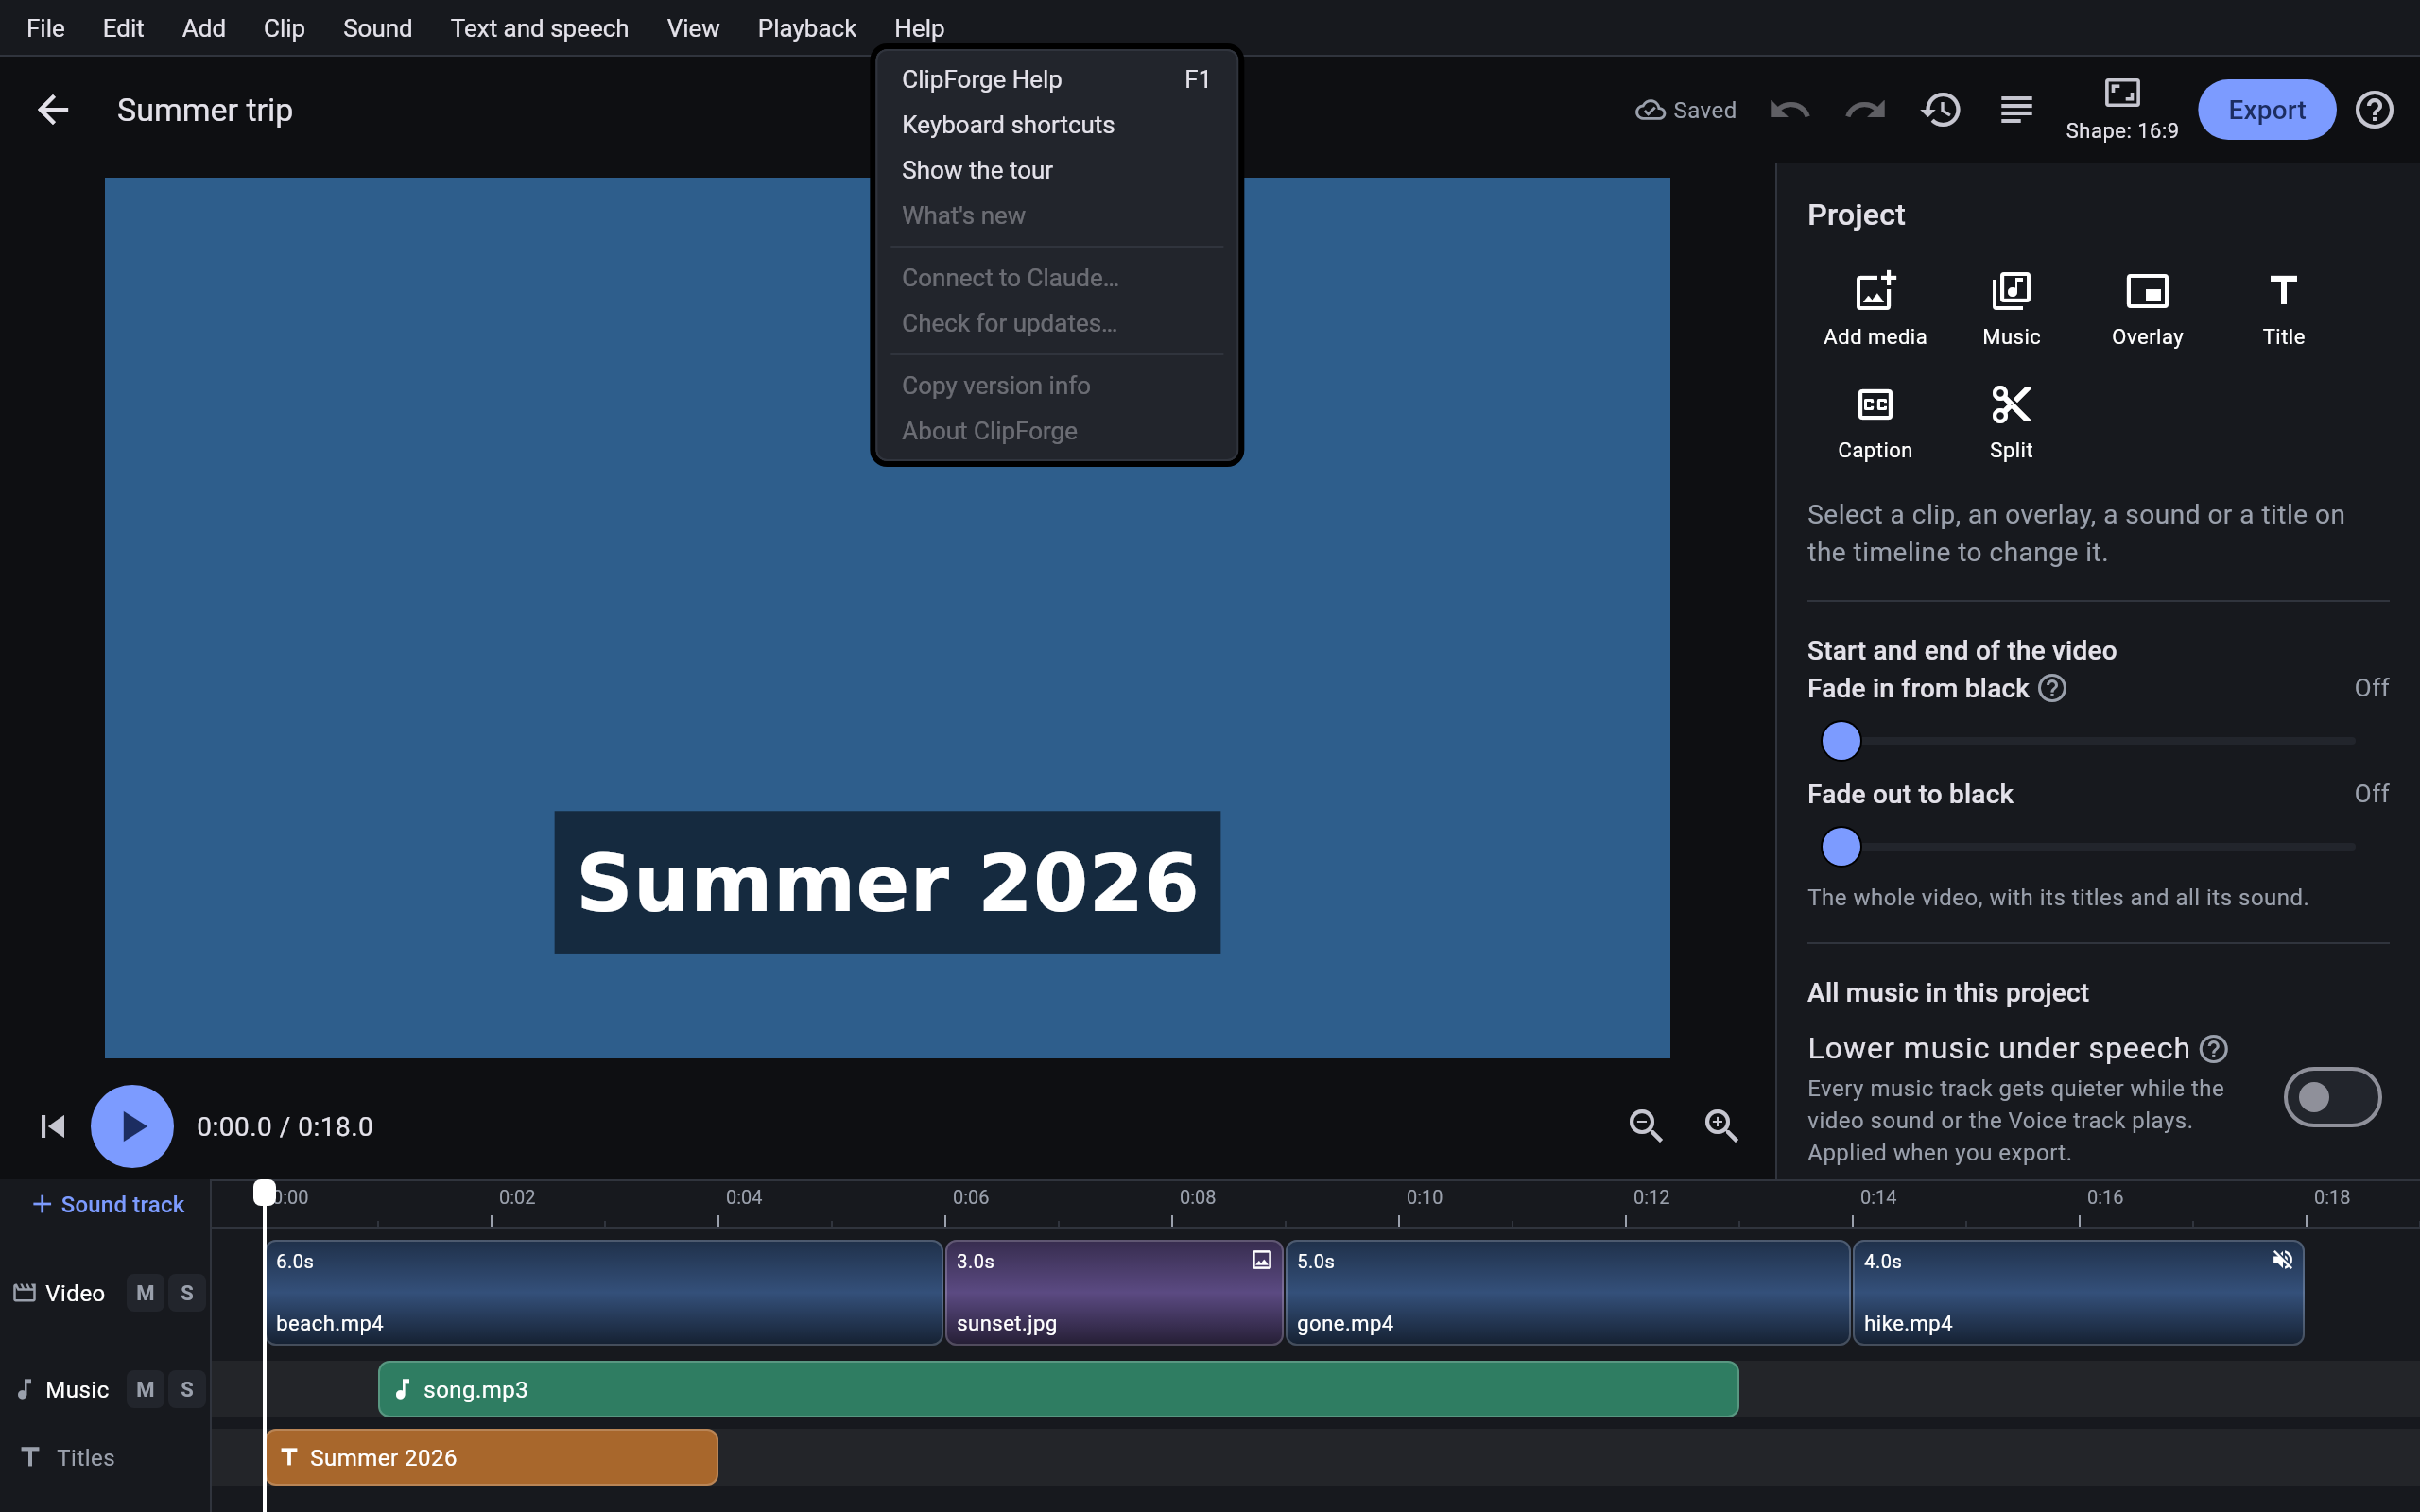 File Edit Add Clip Sound Text and speech View Playback Help
ClipForge Help F1
Keyboard shortcuts
Show the tour
What's new
Connect to Claude...
Check for updates...
Copy version info
About ClipForge
Summer trip
Saved
Shape: 16:9
Export
Summer 2026
0:00.0 / 0:18.0
Project
Add media Music Overlay Title
Caption Split
Select a clip, an overlay, a sound or a title on
the timeline to change it.
Start and end of the video
Fade in from black Off
Fade out to black Off
The whole video, with its titles and all its sound.
All music in this project
Lower music under speech
Every music track gets quieter while the
video sound or the Voice track plays.
Applied when you export.
+ Sound track
0:00 0:02 0:04 0:06 0:08 0:10 0:12 0:14 0:16 0:18
Video M S
6.0s 3.0s 5.0s 4.0s
beach.mp4 sunset.jpg gone.mp4 hike.mp4
Music M S
song.mp3
Titles
Summer 2026